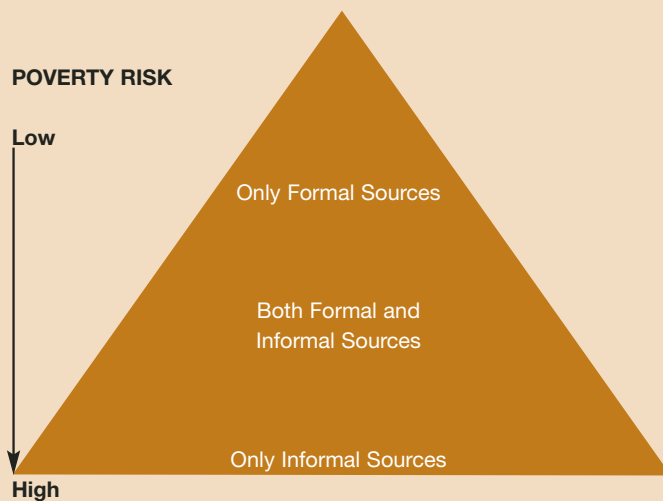 POVERTY RISK
Low
Only Formal Sources
Both Formal and
Informal Sources
Only Informal Sources
High